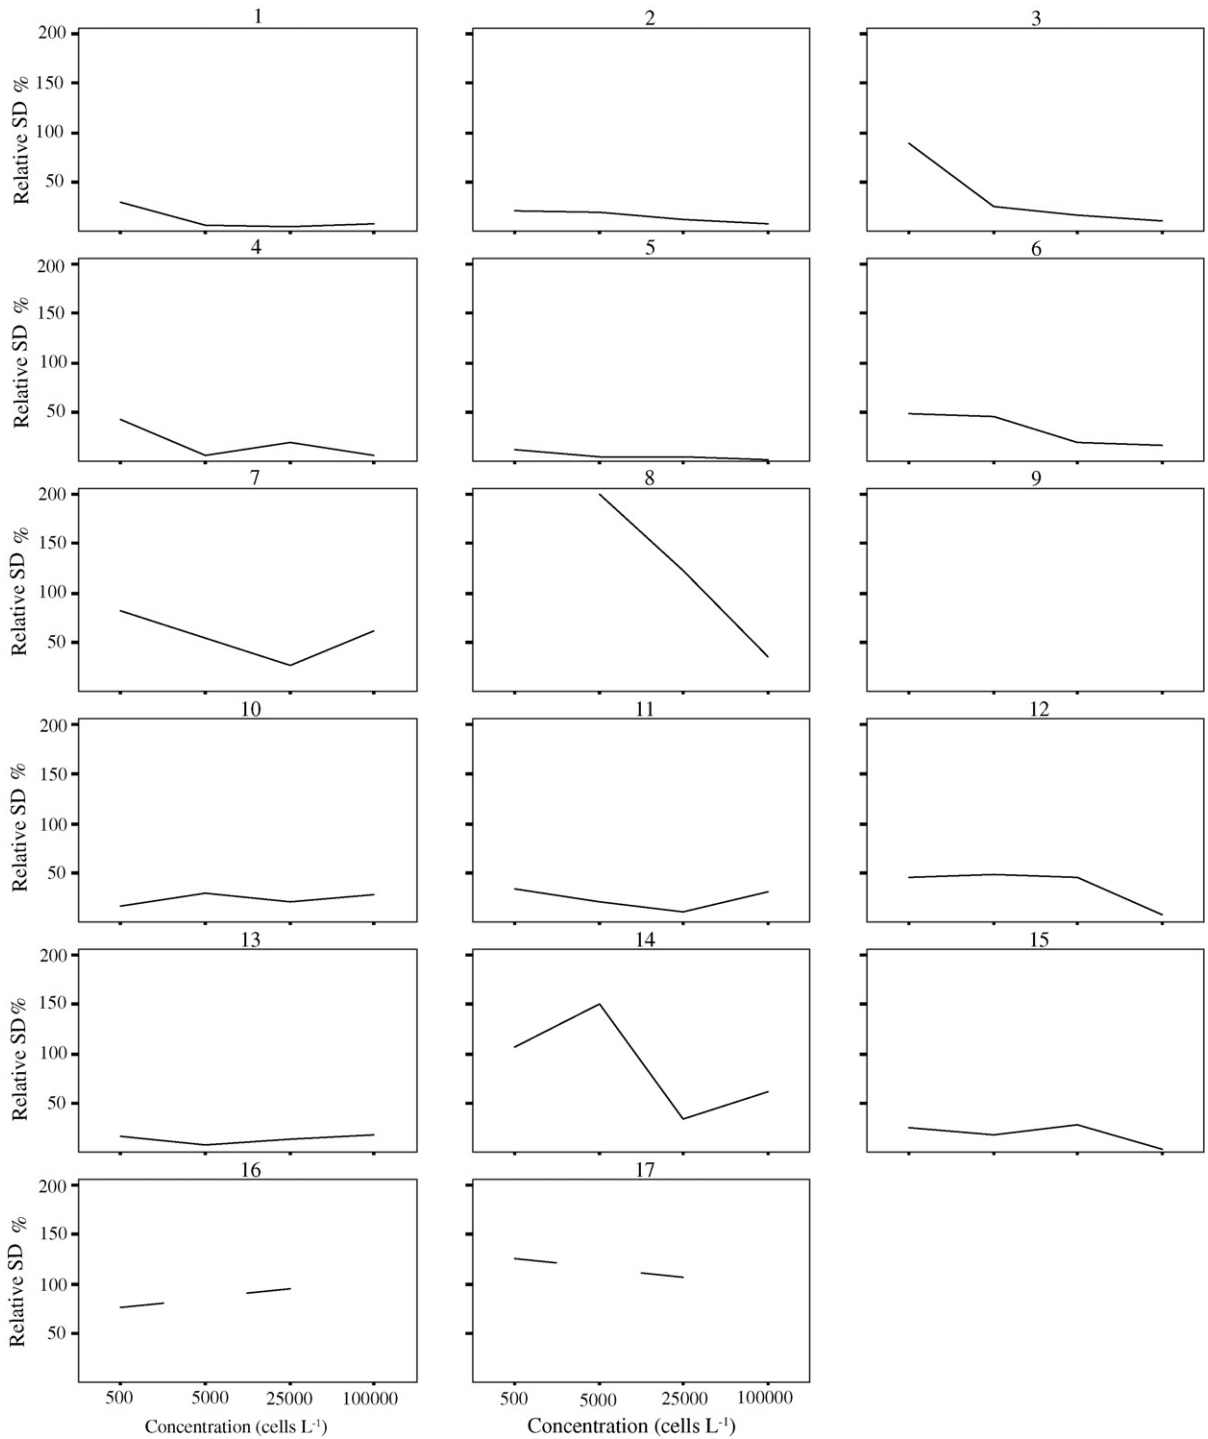 1 2 3
Relative SD %
200
150
100
50
4 5 6
Relative SD %
200
150
100
50
7 8 9
Relative SD %
200
150
100
50
10 11 12
Relative SD %
200
150
100
50
13 14 15
Relative SD%
200
150
100
50
16 17
Relative SD %
200
150
100
50
500 5000 25000 100000 500 5000 25000 100000
Concentration (cells L⁻¹) Concentration (cells L⁻¹)